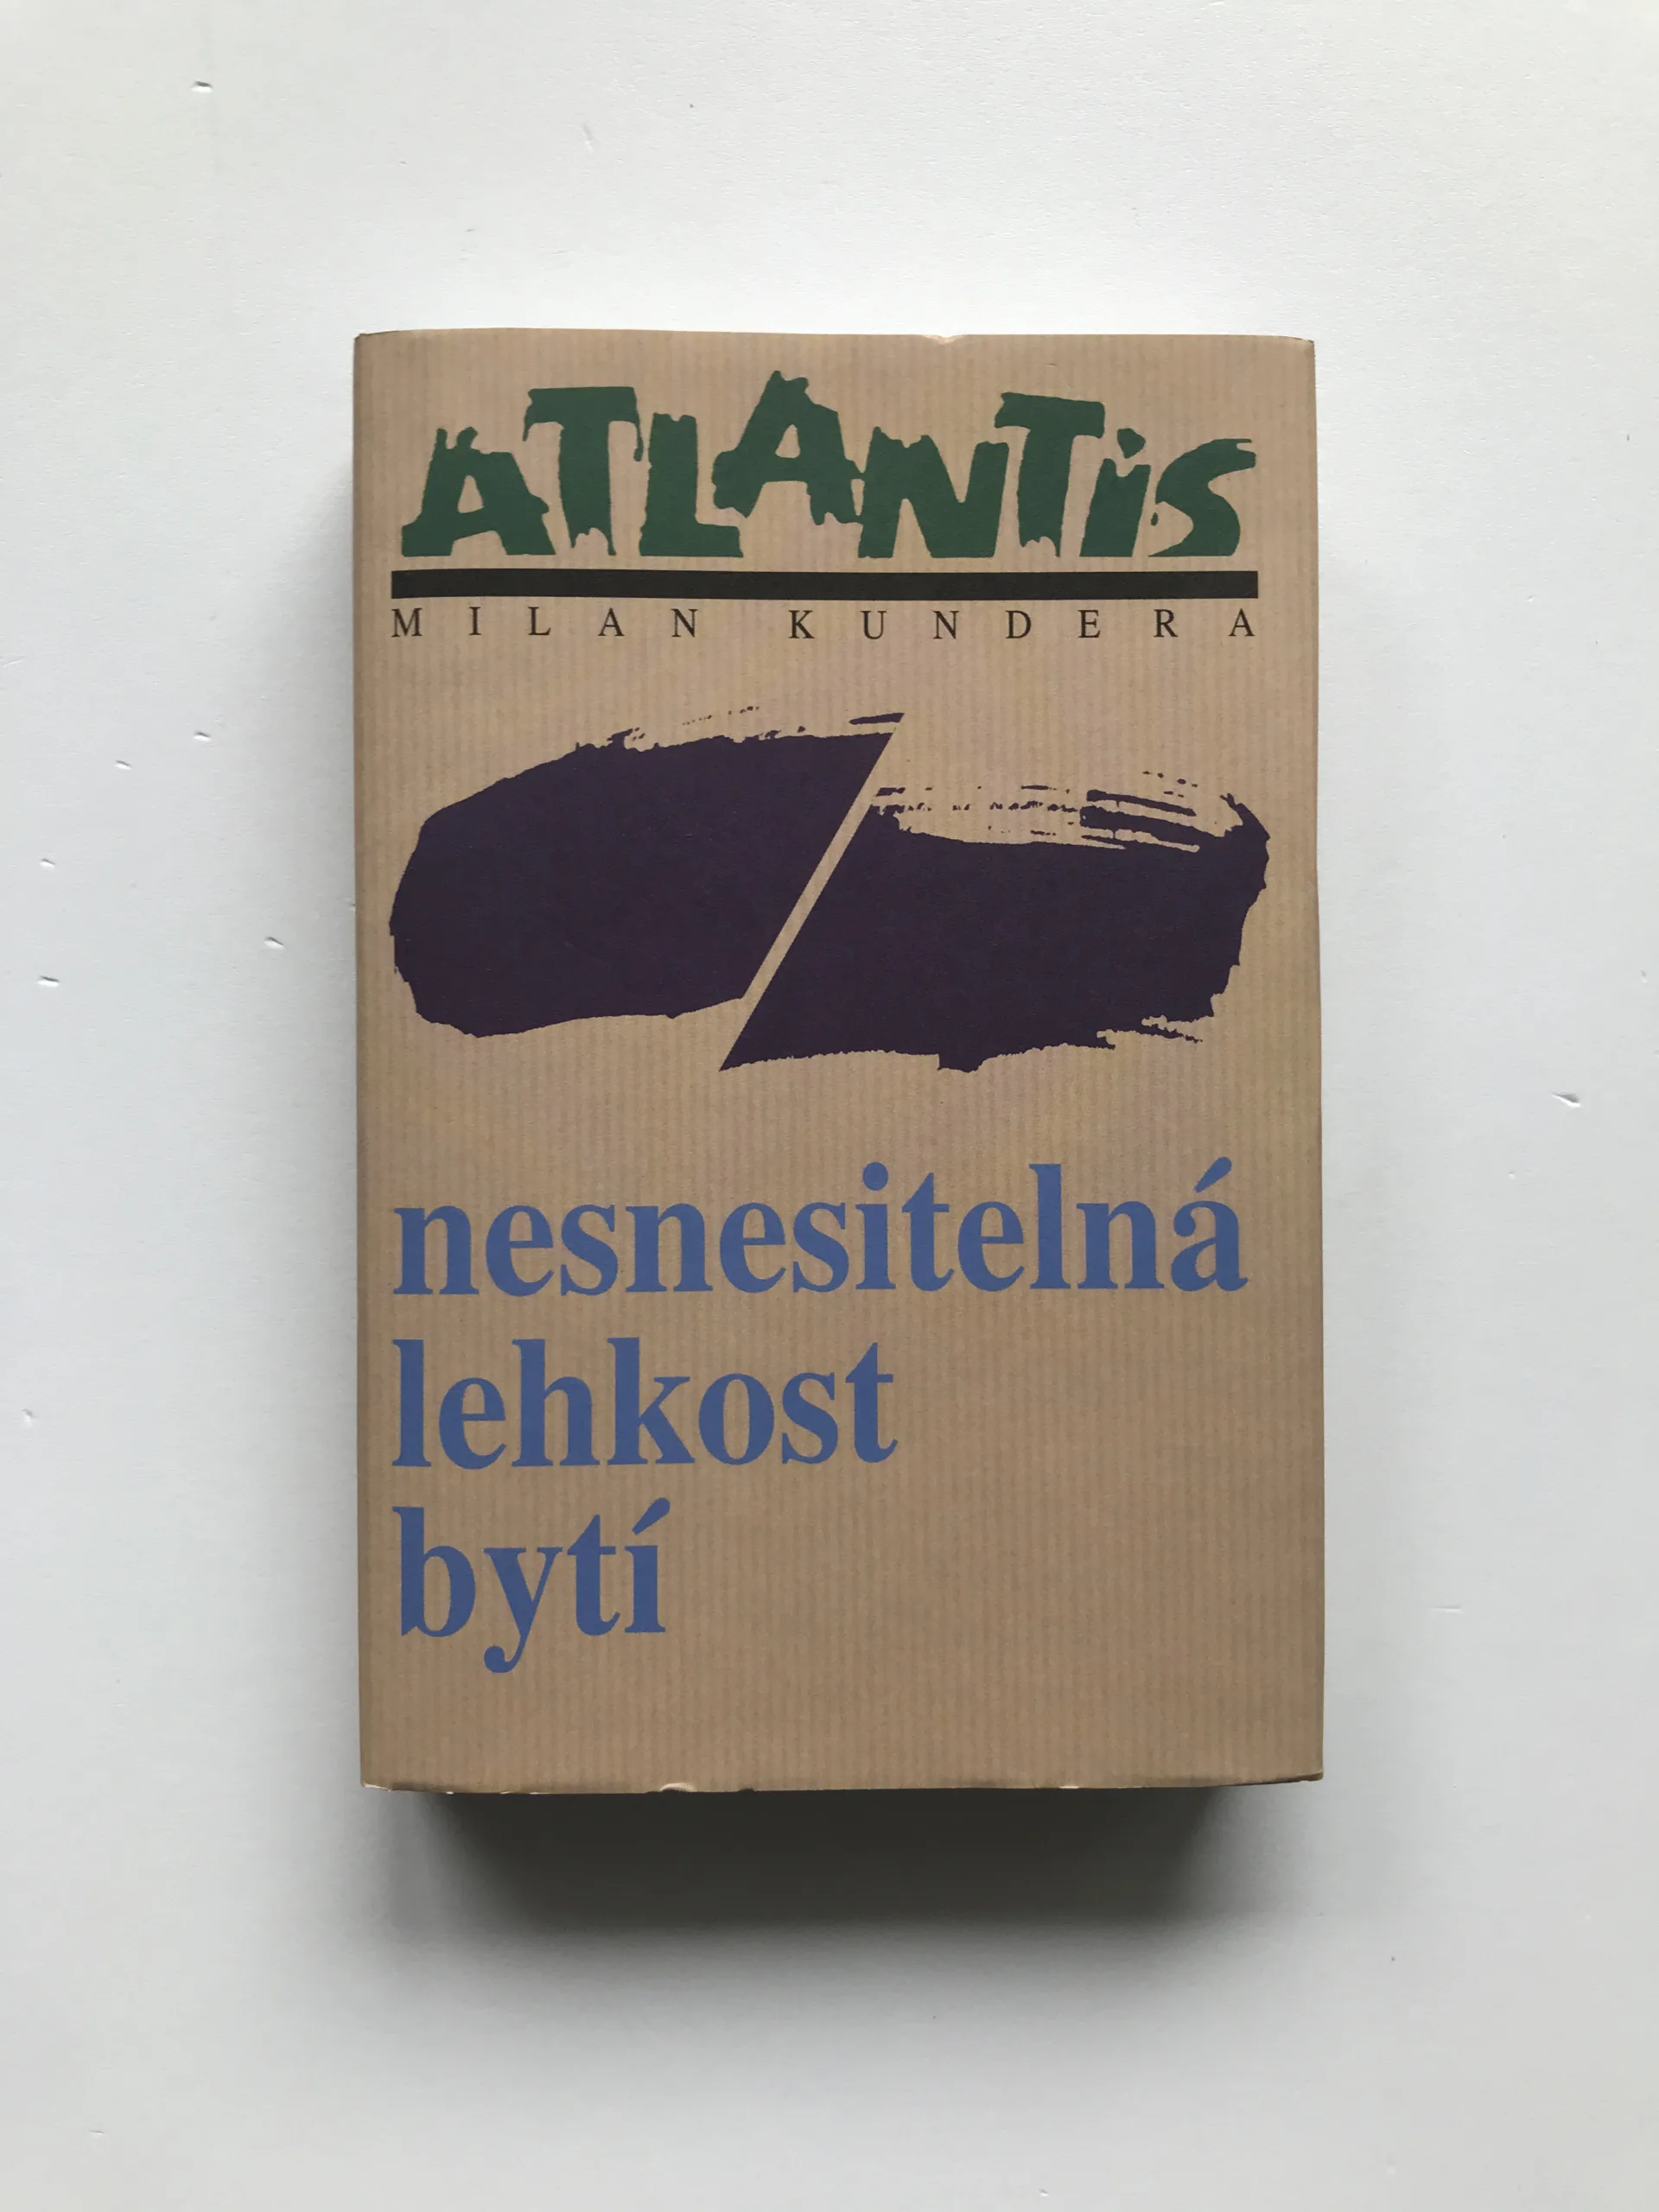 ATLANTiS
MILAN KUNDERA
nesnesitelná
lehkost
bytí